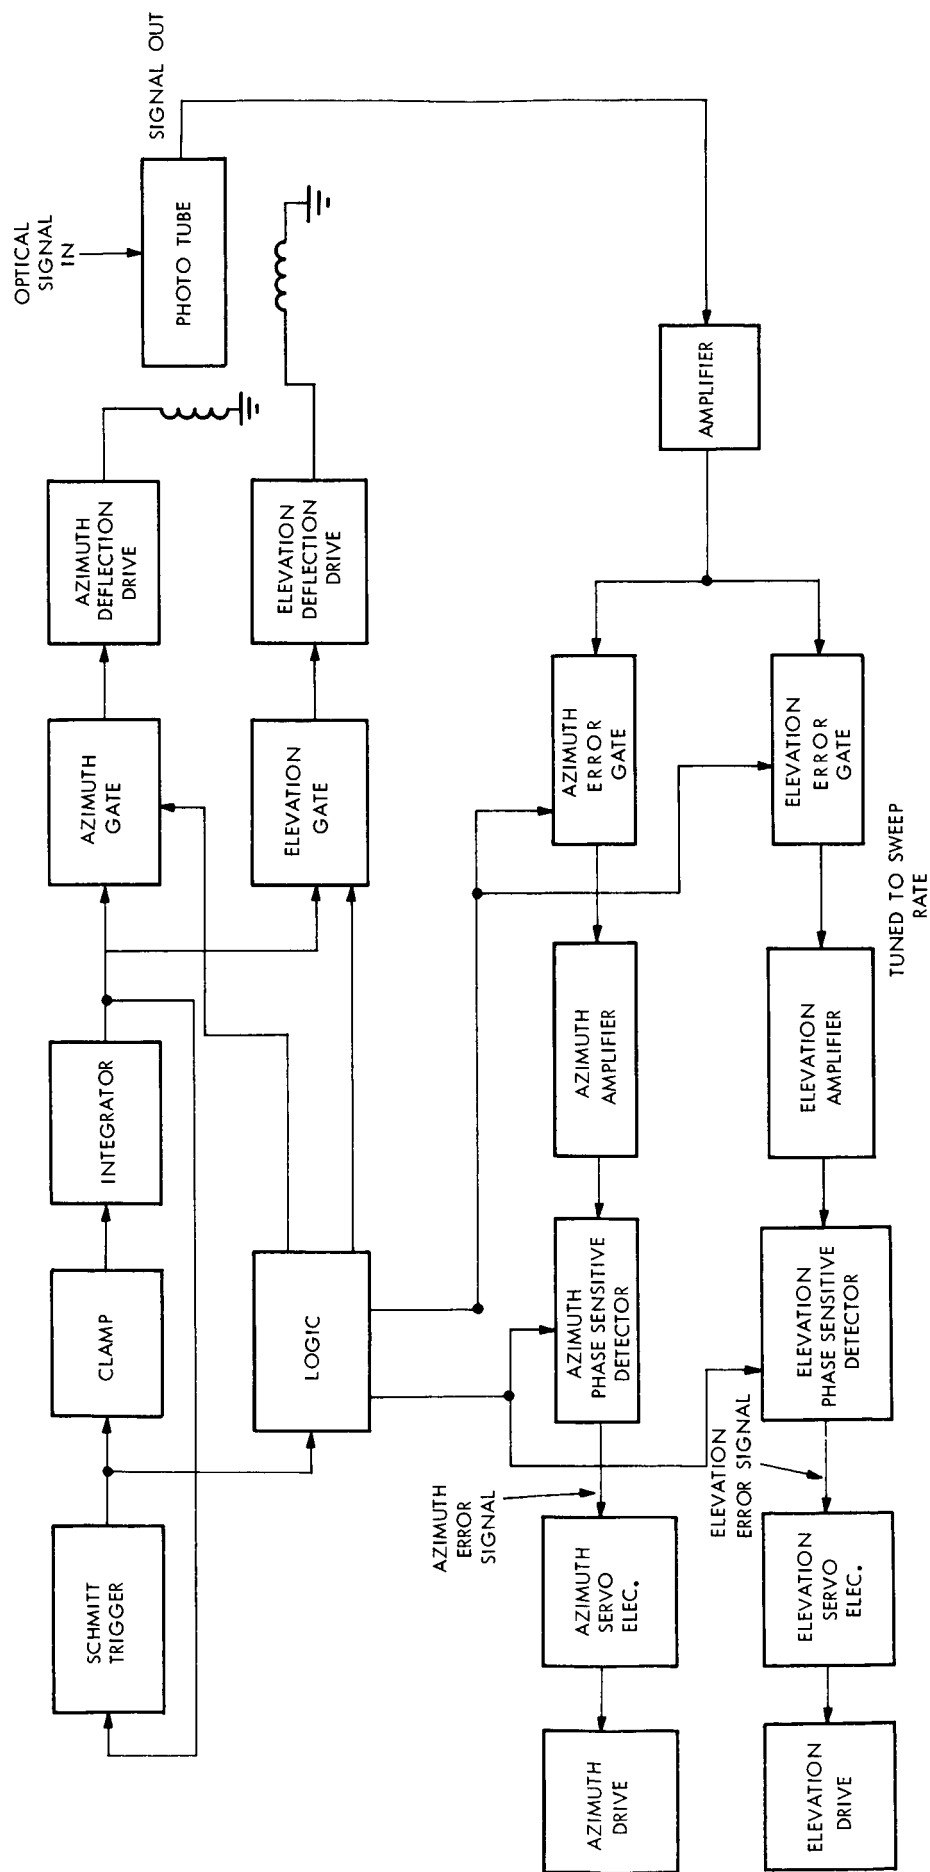 SCHMITT
TRIGGER
CLAMP
INTEGRATOR
AZIMUTH
GATE
AZIMUTH
DEFLECTION
DRIVE
OPTICAL
SIGNAL
IN
PHOTO TUBE
SIGNAL OUT
LOGIC
ELEVATION
GATE
ELEVATION
DEFLECTION
DRIVE
AMPLIFIER
AZIMUTH
DRIVE
AZIMUTH
SERVO
ELEC.
AZIMUTH
ERROR
SIGNAL
AZIMUTH
PHASE SENSITIVE
DETECTOR
AZIMUTH
AMPLIFIER
AZIMUTH
ERROR
GATE
ELEVATION
DRIVE
ELEVATION
SERVO
ELEC.
ELEVATION
ERROR SIGNAL
ELEVATION
PHASE SENSITIVE
DETECTOR
ELEVATION
AMPLIFIER
ELEVATION
ERROR
GATE
TUNED TO SWEEP
RATE